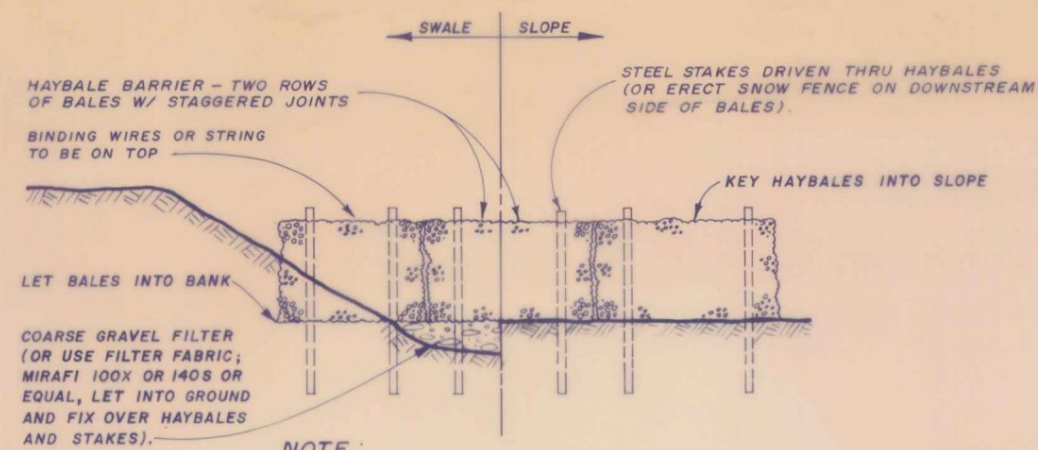 SWALE SLOPE
STEEL STAKES DRIVEN THRU HAYBALES
(OR ERECT SNOW FENCE ON DOWNSTREAM
SIDE OF BALES).
HAYBALE BARRIER – TWO ROWS
OF BALES W/ STAGGERED JOINTS
BINDING WIRES OR STRING
TO BE ON TOP
KEY HAYBALES INTO SLOPE
LET BALES INTO BANK
COARSE GRAVEL FILTER
(OR USE FILTER FABRIC;
MIRAFI 100X OR 140S OR
EQUAL, LET INTO GROUND
AND FIX OVER HAYBALES
AND STAKES).
NOTE: